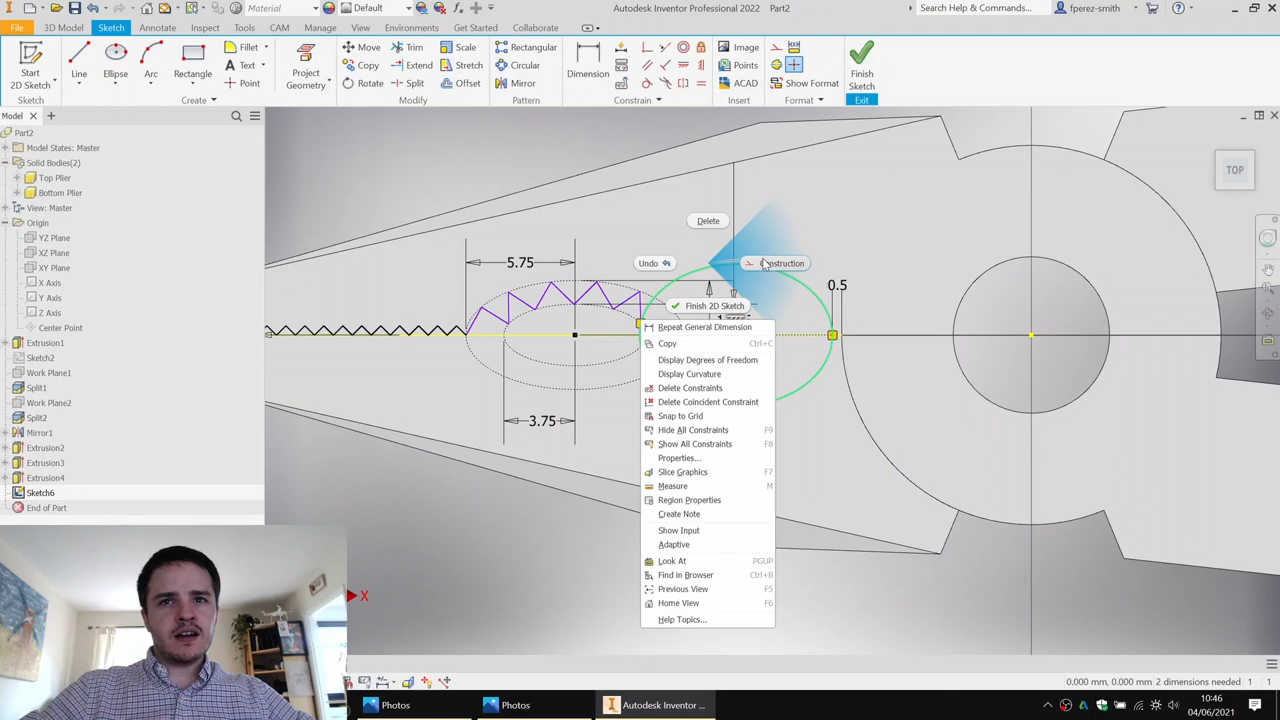 Material
Appearance
Autodesk Inventor Professional 2022 Part2
Search Help & Commands...
fperez-smith
File
3D Model
Sketch
Annotate
Inspect
Tools
CAM
Manage
View
Environments
Get Started
Collaborate
Start
2D Sketch
Line
Ellipse
Arc
Rectangle
Fillet
Text
Point
Project
Geometry
Move
Copy
Rotate
Trim
Extend
Split
Scale
Stretch
Offset
Rectangular
Circular
Mirror
Dimension
Image
Points
ACAD
Show Format
Finish
Sketch
Sketch
Create
Modify
Pattern
Constrain
Insert
Format
Exit
Model
Part2
Model States: Master
Solid Bodies(2)
Top Plier
Bottom Plier
View: Master
Origin
YZ Plane
XZ Plane
XY Plane
X Axis
Y Axis
Z Axis
Center Point
Extrusion1
Sketch2
Work Plane1
Split1
Work Plane2
Split2
Mirror1
Extrusion2
Extrusion3
Extrusion4
Sketch6
End of Part
TOP
Delete
Undo
Construction
Finish 2D Sketch
5.75
0.5
3.75
Repeat General Dimension
Copy Ctrl+C
Display Degrees of Freedom
Display Curvature
Delete Constraints
Delete Coincident Constraint
Snap to Grid
Hide All Constraints F9
Show All Constraints F8
Properties...
Slice Graphics F7
Measure M
Region Properties
Create Note
Show Input
Adaptive
Look At PGUP
Find in Browser Ctrl+B
Previous View F5
Home View F6
Help Topics...
X
0.000 mm, 0.000 mm 2 dimensions needed 1 1
Photos
Photos
Autodesk Inventor ...
10:46
04/06/2021